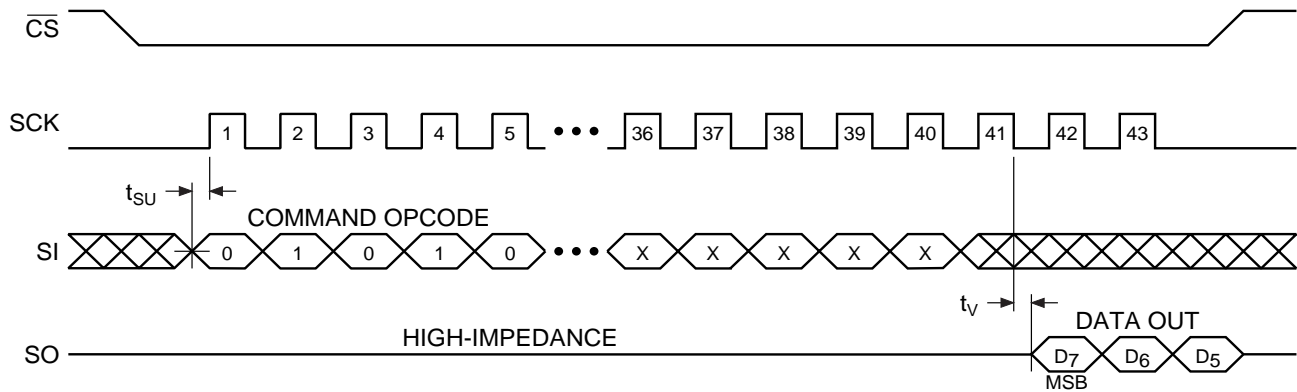 CS
SCK 1 2 3 4 5 ••• 36 37 38 39 40 41 42 43
tSU
COMMAND OPCODE
SI 0 1 0 1 0 ••• X X X X X
tV
HIGH-IMPEDANCE DATA OUT
SO D7 D6 D5
MSB